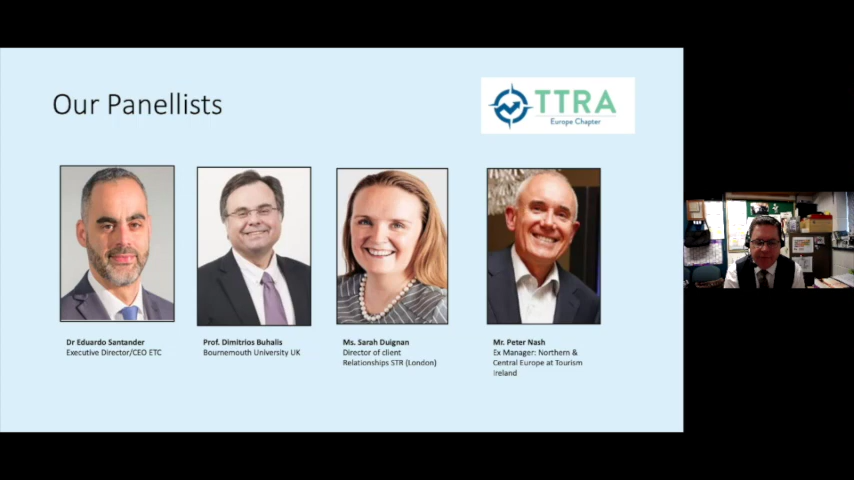 Our Panellists
TTRA
Europe Chapter
Dr Eduardo Santander
Executive Director/CEO ETC
Prof. Dimitrios Buhalis
Bournemouth University UK
Ms. Sarah Duignan
Director of client
Relationships STR (London)
Mr. Peter Nash
Ex Manager: Northern &
Central Europe at Tourism
Ireland